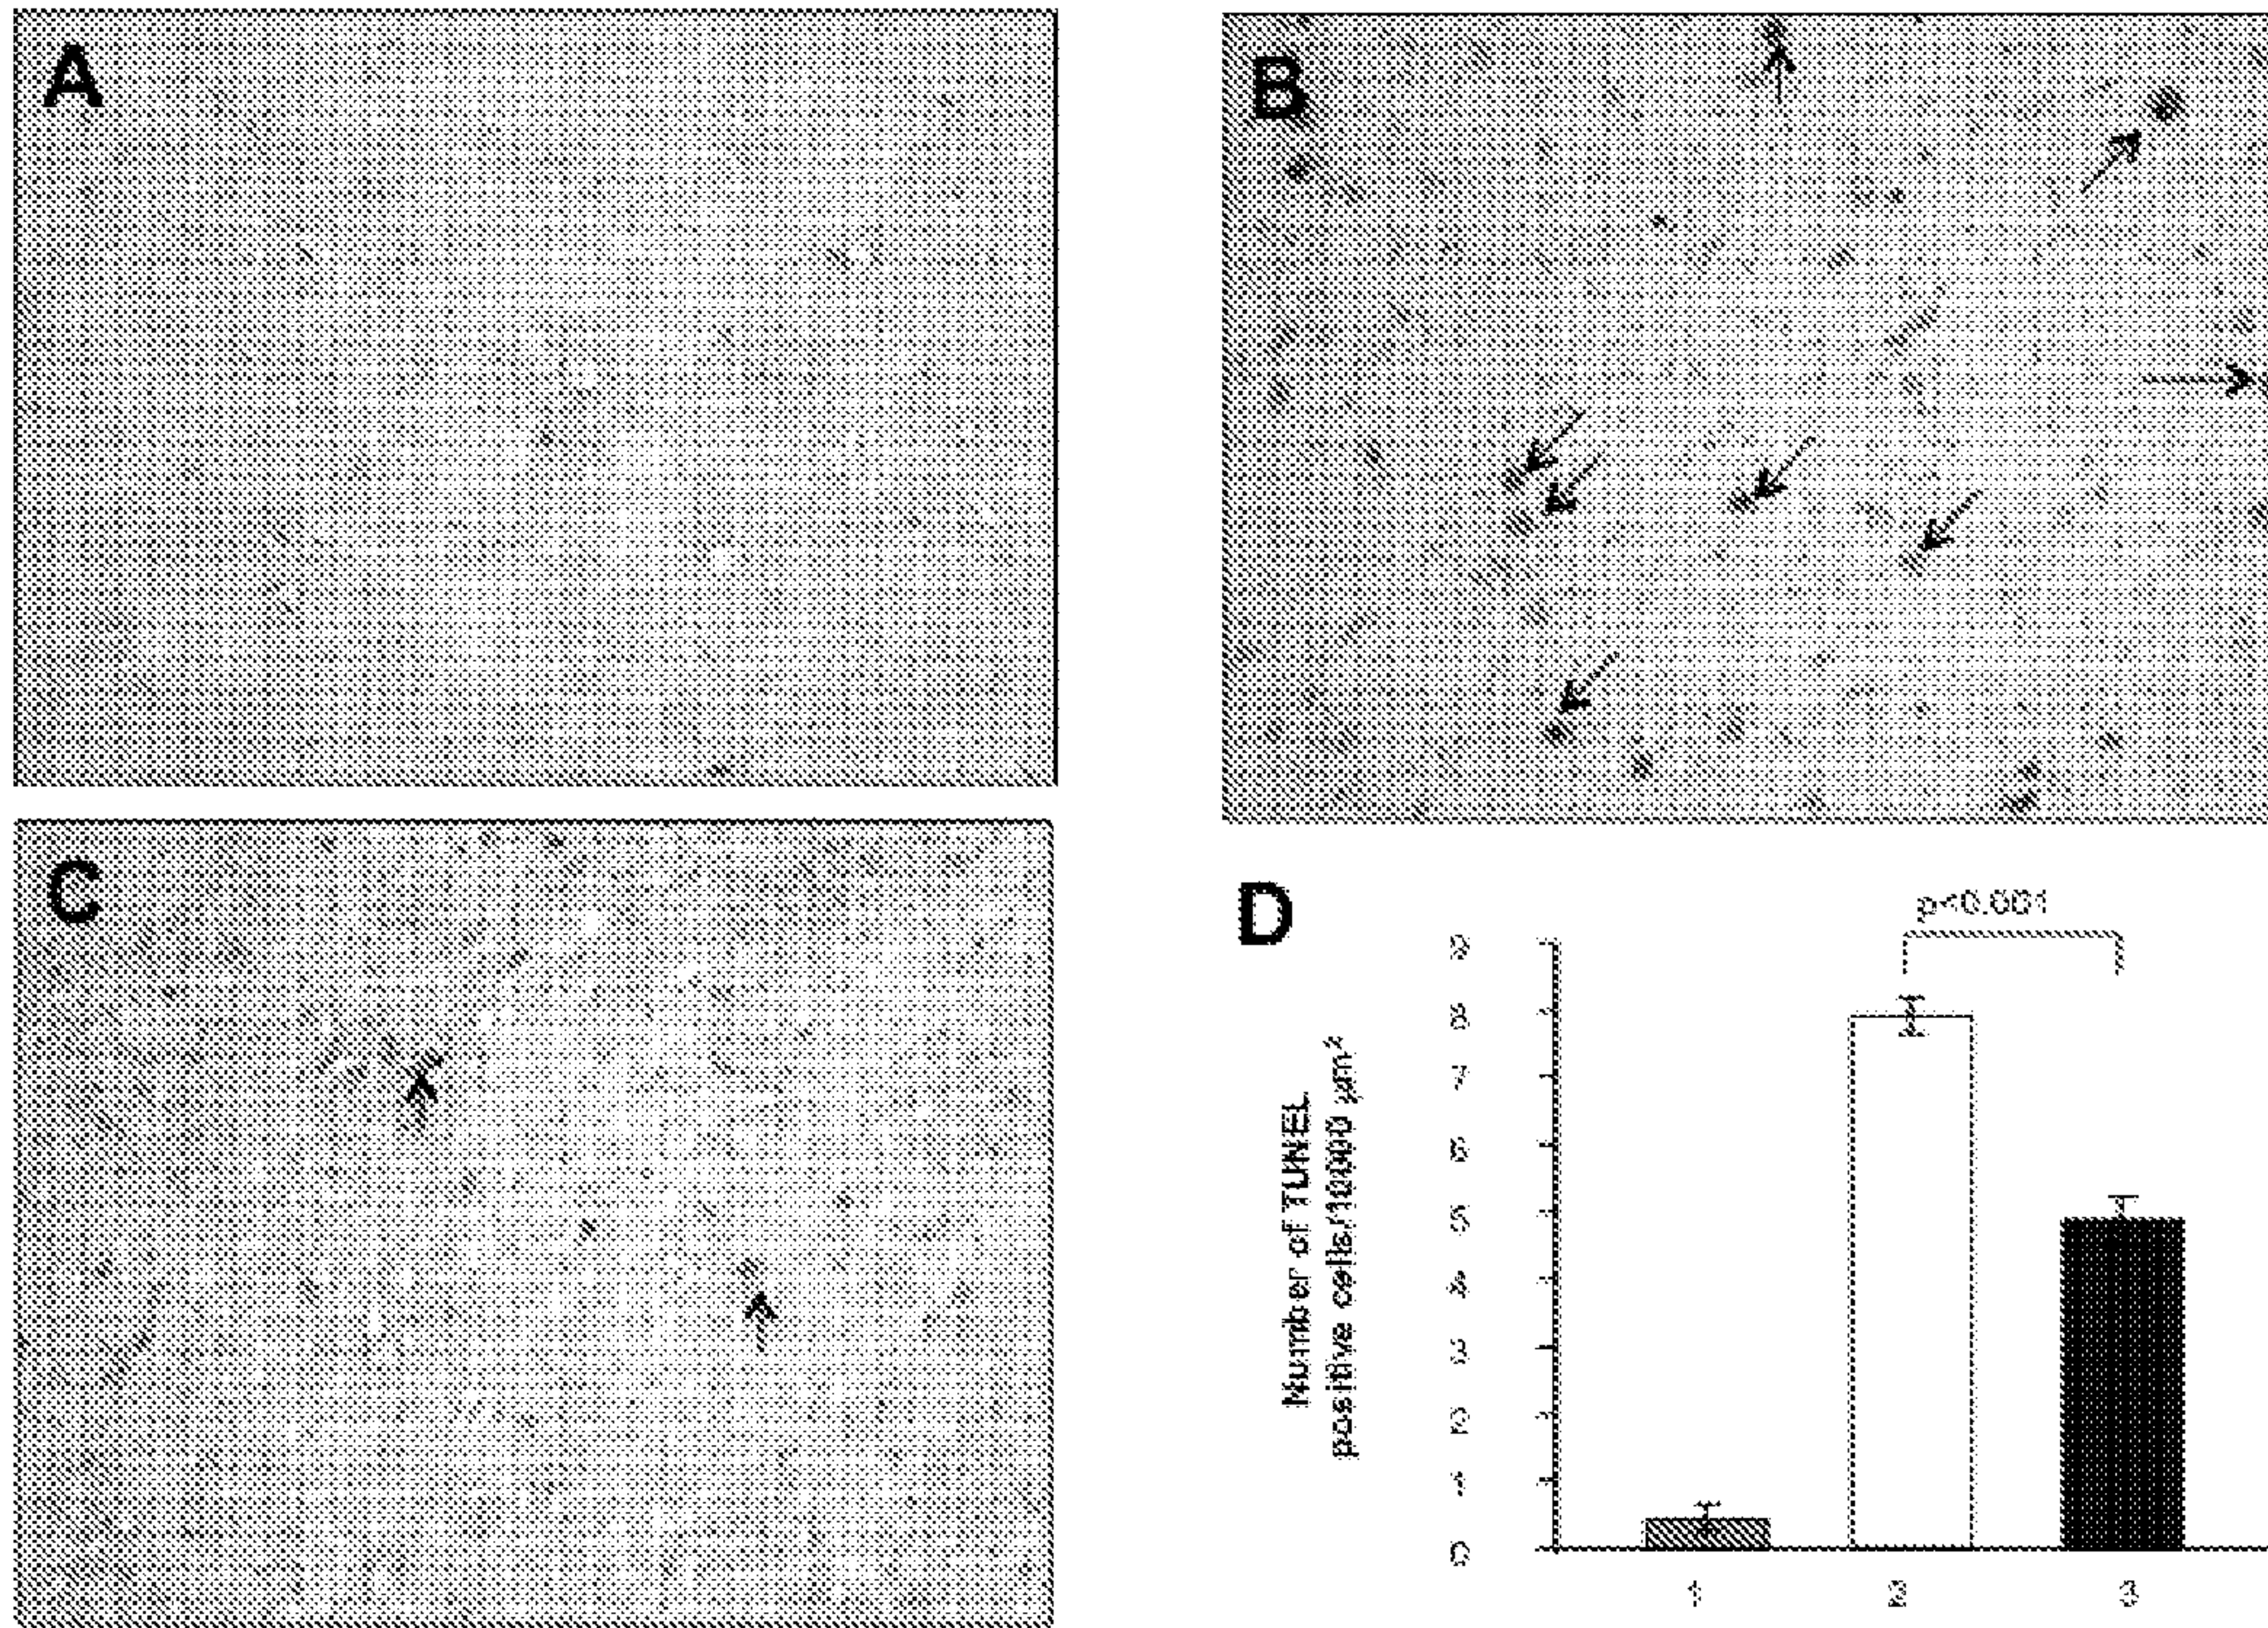 A
B
C
D
p<0.001
Number of TUNEL
positive cells/10000 µm²
9
8
7
6
5
4
3
2
1
0
1
2
3